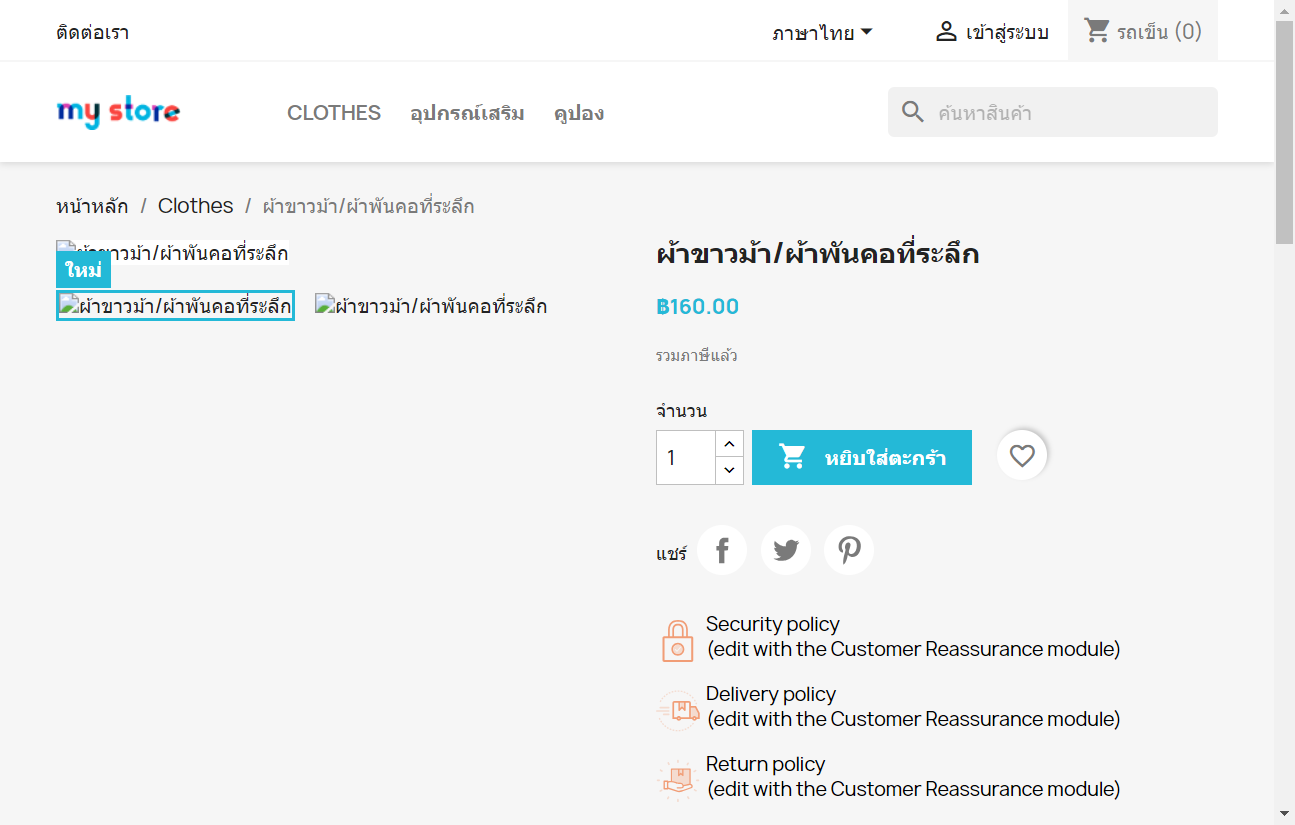 ติดต่อเรา
ภาษาไทย
เข้าสู่ระบบ
รถเข็น (0)
my store
CLOTHES
อุปกรณ์เสริม
คูปอง
ค้นหาสินค้า
หน้าหลัก / Clothes / ผ้าขาวม้า/ผ้าพันคอที่ระลึก
ผ้าขาวม้า/ผ้าพันคอที่ระลึก
ใหม่
ผ้าขาวม้า/ผ้าพันคอที่ระลึก
ผ้าขาวม้า/ผ้าพันคอที่ระลึก
ผ้าขาวม้า/ผ้าพันคอที่ระลึก
฿160.00
รวมภาษีแล้ว
จำนวน
1
หยิบใส่ตะกร้า
แชร์
Security policy
(edit with the Customer Reassurance module)
Delivery policy
(edit with the Customer Reassurance module)
Return policy
(edit with the Customer Reassurance module)